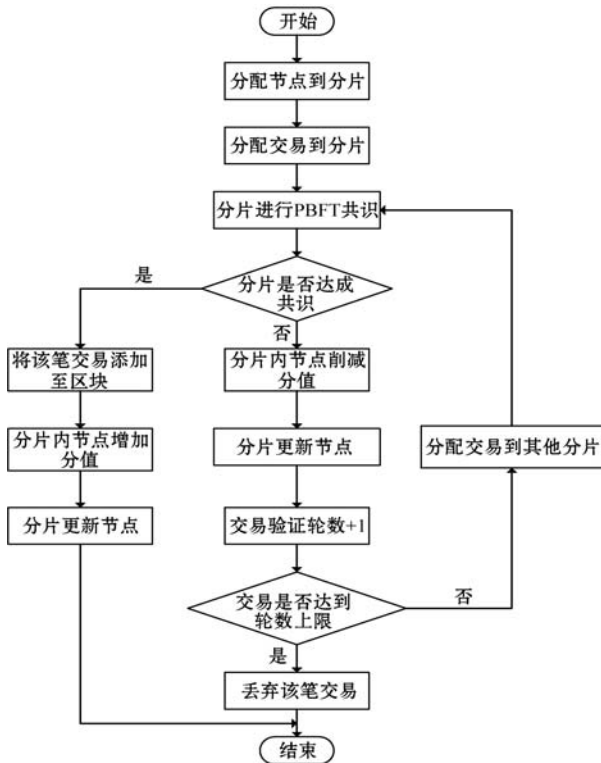 开始
分配节点到分片
分配交易到分片
分片进行PBFT共识
分片是否达成
共识
是
否
将该笔交易添加
至区块
分片内节点增加
分值
分片更新节点
分片内节点削减
分值
分片更新节点
交易验证轮数+1
交易是否达到
轮数上限
否
分配交易到其他分片
是
丢弃该笔交易
结束